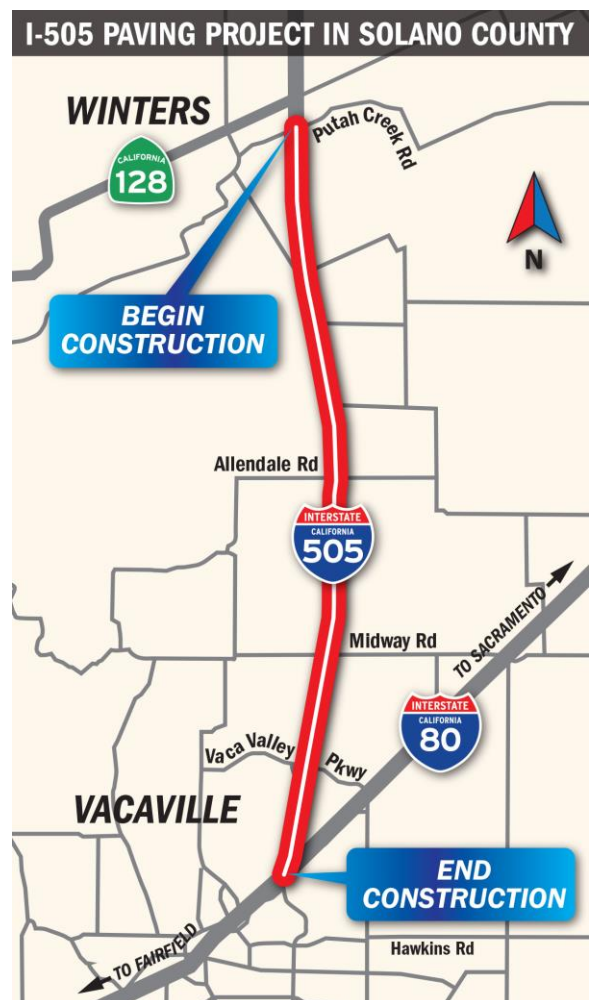 I-505 PAVING PROJECT IN SOLANO COUNTY
WINTERS
Putah Creek Rd
CALIFORNIA
128
N
BEGIN
CONSTRUCTION
Allendale Rd
INTERSTATE
CALIFORNIA
505
TO SACRAMENTO
Midway Rd
INTERSTATE
CALIFORNIA
80
Vaca Valley Pkwy
VACAVILLE
END
CONSTRUCTION
TO FAIRFIELD
Hawkins Rd